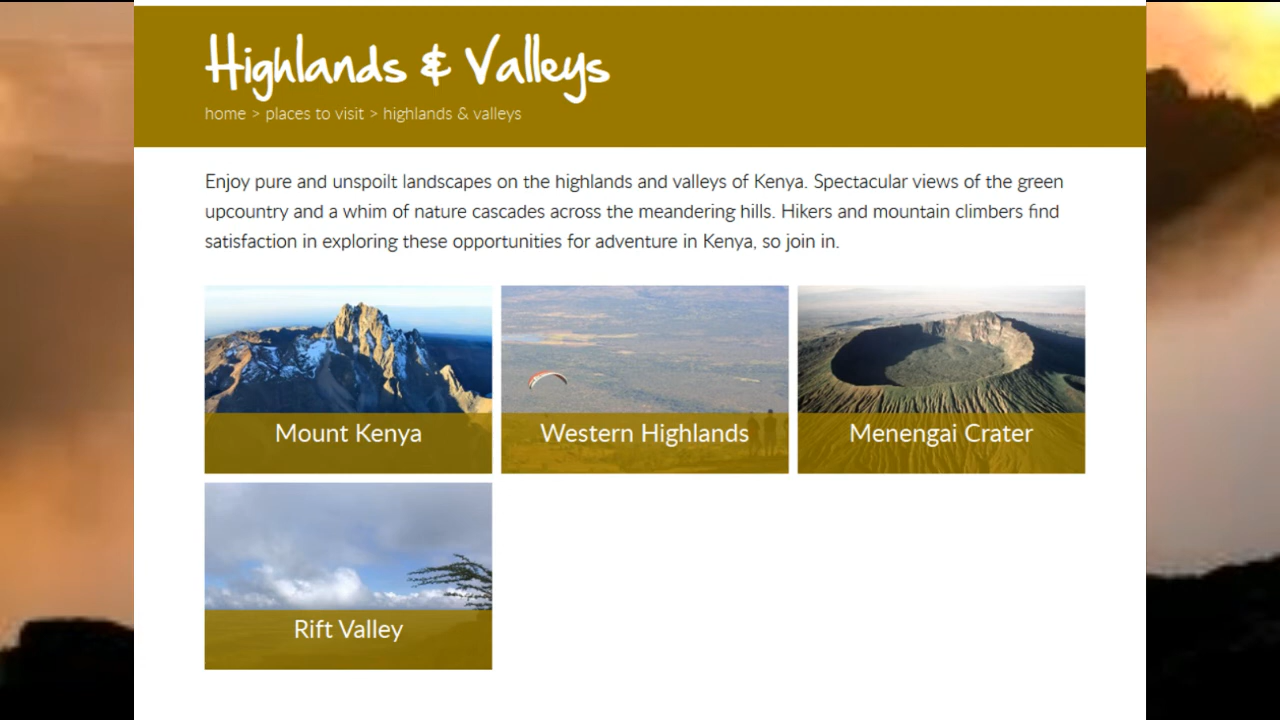 Highlands & Valleys
home > places to visit > highlands & valleys
Enjoy pure and unspoilt landscapes on the highlands and valleys of Kenya. Spectacular views of the green
upcountry and a whim of nature cascades across the meandering hills. Hikers and mountain climbers find
satisfaction in exploring these opportunities for adventure in Kenya, so join in.
Mount Kenya
Western Highlands
Menengai Crater
Rift Valley